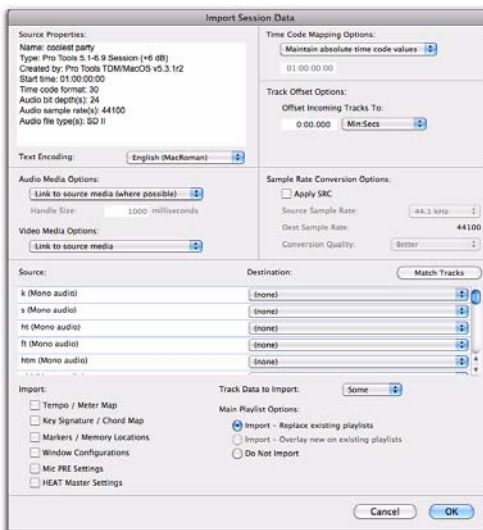 Import Session Data
Source Properties:
Name: coolest party
Type: Pro Tools 5.1-6.9 Session (+6 dB)
Created by: Pro Tools TDM/MacOS v5.3.1r2
Start time: 01:00:00:00
Time code format: 30
Audio bit depth(s): 24
Audio sample rate(s): 44100
Audio file type(s): SD II
Text Encoding: English (MacRoman)
Time Code Mapping Options:
Maintain absolute time code values
01:00:00:00
Track Offset Options:
Offset Incoming Tracks To:
0:00.000 Min:Secs
Audio Media Options:
Link to source media (where possible)
Handle Size: 1000 milliseconds
Video Media Options:
Link to source media
Sample Rate Conversion Options:
Apply SRC
Source Sample Rate: 44.1 kHz
Dest Sample Rate: 44100
Conversion Quality: Better
Source: Destination: Match Tracks
k (Mono audio) (none)
s (Mono audio) (none)
ht (Mono audio) (none)
ft (Mono audio) (none)
htm (Mono audio) (none)
Import:
Tempo / Meter Map
Key Signature / Chord Map
Markers / Memory Locations
Window Configurations
Mic PRE Settings
HEAT Master Settings
Track Data to Import: Some
Main Playlist Options:
Import - Replace existing playlists
Import - Overlay new on existing playlists
Do Not Import
Cancel OK